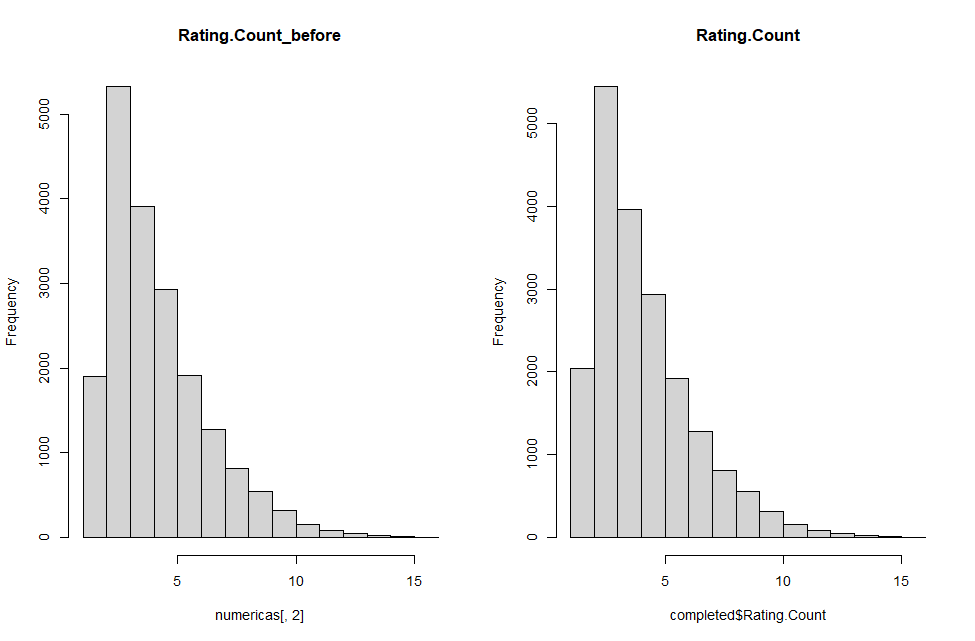 Rating.Count_before
Frequency
5000
4000
3000
2000
1000
0
5 10 15
numericas[, 2]
Rating.Count
Frequency
5000
4000
3000
2000
1000
0
5 10 15
completed$Rating.Count